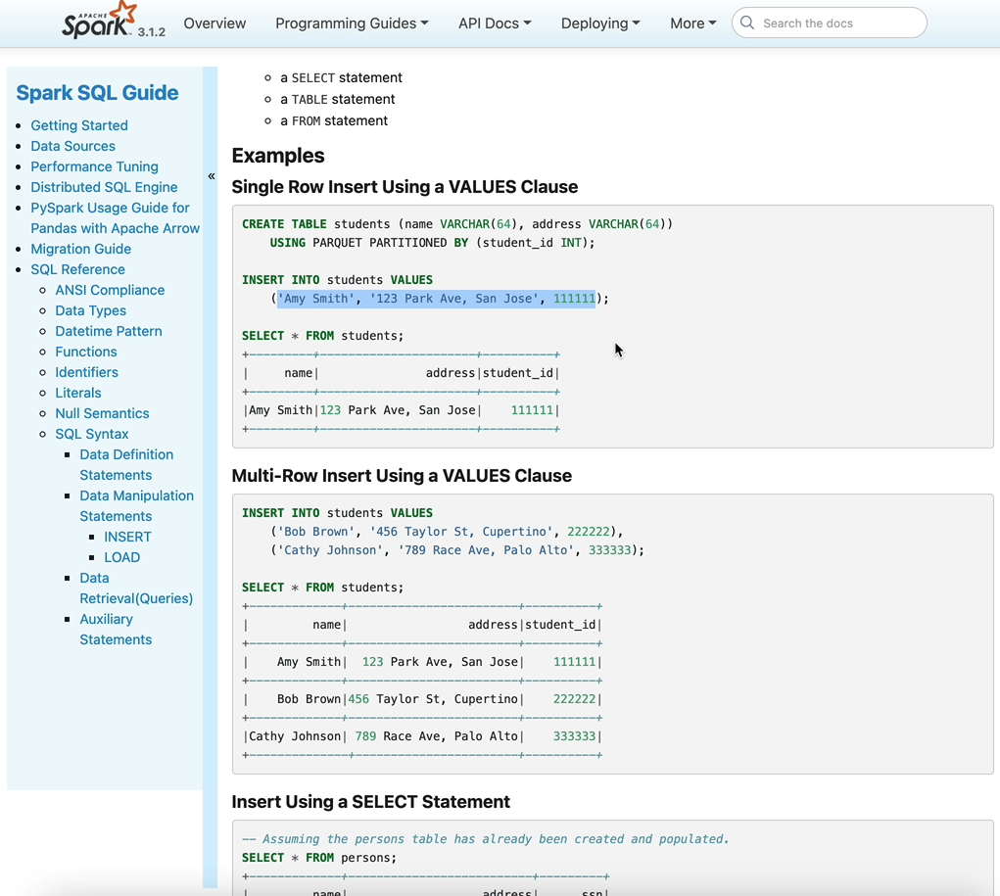 APACHE Spark 3.1.2 Overview Programming Guides API Docs Deploying More Search the docs
Spark SQL Guide
Getting Started
Data Sources
Performance Tuning
Distributed SQL Engine
PySpark Usage Guide for
Pandas with Apache Arrow
Migration Guide
SQL Reference
ANSI Compliance
Data Types
Datetime Pattern
Functions
Identifiers
Literals
Null Semantics
SQL Syntax
Data Definition
Statements
Data Manipulation
Statements
INSERT
LOAD
Data
Retrieval(Queries)
Auxiliary
Statements
«
a SELECT statement
a TABLE statement
a FROM statement
Examples
Single Row Insert Using a VALUES Clause
CREATE TABLE students (name VARCHAR(64), address VARCHAR(64))
USING PARQUET PARTITIONED BY (student_id INT);
INSERT INTO students VALUES
('Amy Smith', '123 Park Ave, San Jose', 111111);
SELECT * FROM students;
+---------+----------------------+----------+
|     name|               address|student_id|
+---------+----------------------+----------+
|Amy Smith|123 Park Ave, San Jose|    111111|
+---------+----------------------+----------+
Multi-Row Insert Using a VALUES Clause
INSERT INTO students VALUES
('Bob Brown', '456 Taylor St, Cupertino', 222222),
('Cathy Johnson', '789 Race Ave, Palo Alto', 333333);
SELECT * FROM students;
+-------------+------------------------+----------+
|         name|                 address|student_id|
+-------------+------------------------+----------+
|    Amy Smith|  123 Park Ave, San Jose|    111111|
+-------------+------------------------+----------+
|    Bob Brown|456 Taylor St, Cupertino|    222222|
+-------------+------------------------+----------+
|Cathy Johnson| 789 Race Ave, Palo Alto|    333333|
+--------------+-----------------------+----------+
Insert Using a SELECT Statement
-- Assuming the persons table has already been created and populated.
SELECT * FROM persons;
+-------------+--------------------------+---------+
|         name|                   address|      ssn|